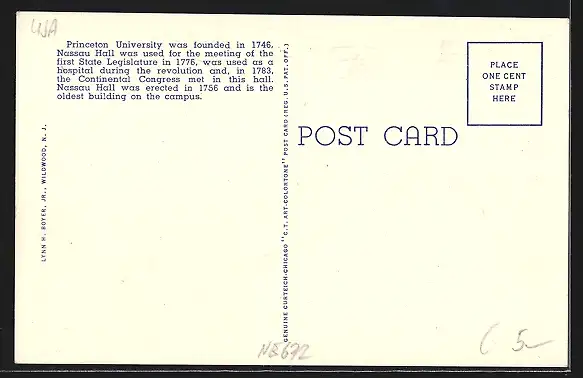 USA
Princeton University was founded in 1746.
Nassau Hall was used for the meeting of the
first State Legislature in 1776, was used as a
hospital during the revolution and, in 1783,
the Continental Congress met in this hall.
Nassau Hall was erected in 1756 and is the
oldest building on the campus.
LYNN H. BOYER, JR., WILDWOOD, N. J.
GENUINE CURTEICH-CHICAGO "C.T. ART-COLORTONE" POST CARD (REG. U.S. PAT. OFF.)
POST CARD
PLACE
ONE CENT
STAMP
HERE
5